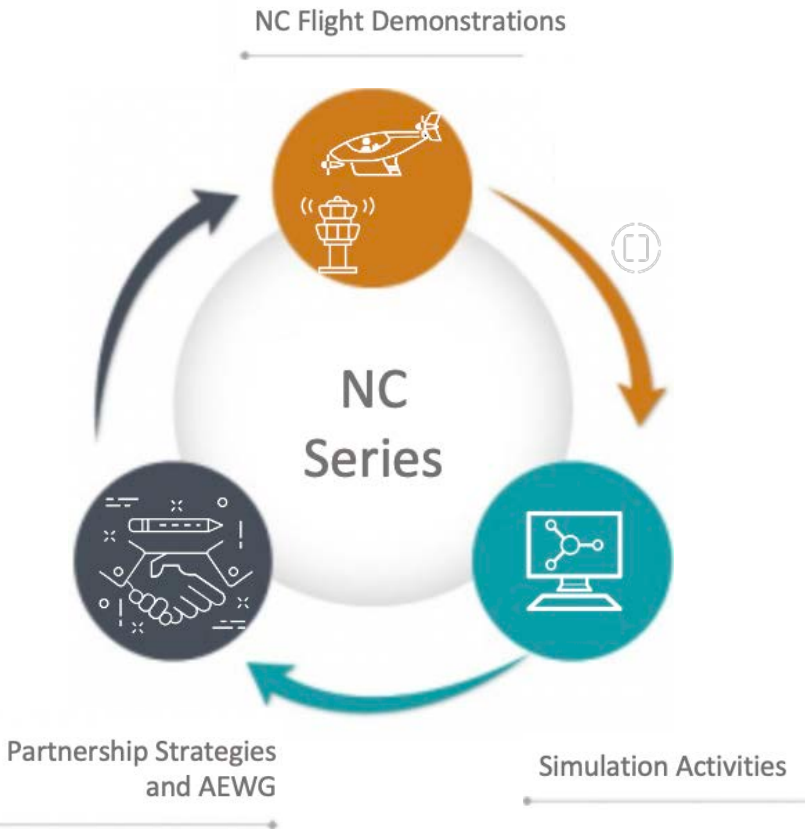 NC Flight Demonstrations
NC
Series
Partnership Strategies
and AEWG
Simulation Activities